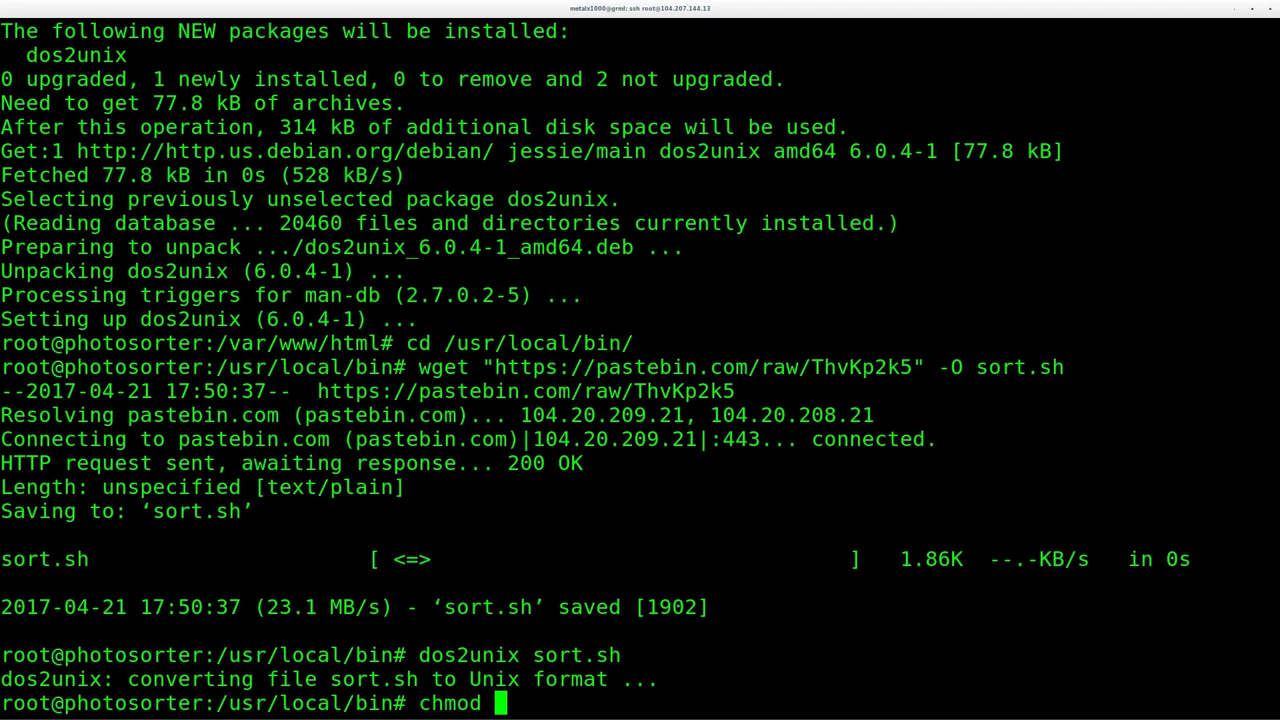 metalx1000@grml: ssh root@104.207.144.13
The following NEW packages will be installed:
  dos2unix
0 upgraded, 1 newly installed, 0 to remove and 2 not upgraded.
Need to get 77.8 kB of archives.
After this operation, 314 kB of additional disk space will be used.
Get:1 http://http.us.debian.org/debian/ jessie/main dos2unix amd64 6.0.4-1 [77.8 kB]
Fetched 77.8 kB in 0s (528 kB/s)
Selecting previously unselected package dos2unix.
(Reading database ... 20460 files and directories currently installed.)
Preparing to unpack .../dos2unix_6.0.4-1_amd64.deb ...
Unpacking dos2unix (6.0.4-1) ...
Processing triggers for man-db (2.7.0.2-5) ...
Setting up dos2unix (6.0.4-1) ...
root@photosorter:/var/www/html# cd /usr/local/bin/
root@photosorter:/usr/local/bin# wget "https://pastebin.com/raw/ThvKp2k5" -O sort.sh
--2017-04-21 17:50:37--  https://pastebin.com/raw/ThvKp2k5
Resolving pastebin.com (pastebin.com)... 104.20.209.21, 104.20.208.21
Connecting to pastebin.com (pastebin.com)|104.20.209.21|:443... connected.
HTTP request sent, awaiting response... 200 OK
Length: unspecified [text/plain]
Saving to: ‘sort.sh’
sort.sh                      [ <=>                                 ]   1.86K  --.-KB/s   in 0s
2017-04-21 17:50:37 (23.1 MB/s) - ‘sort.sh’ saved [1902]
root@photosorter:/usr/local/bin# dos2unix sort.sh
dos2unix: converting file sort.sh to Unix format ...
root@photosorter:/usr/local/bin# chmod